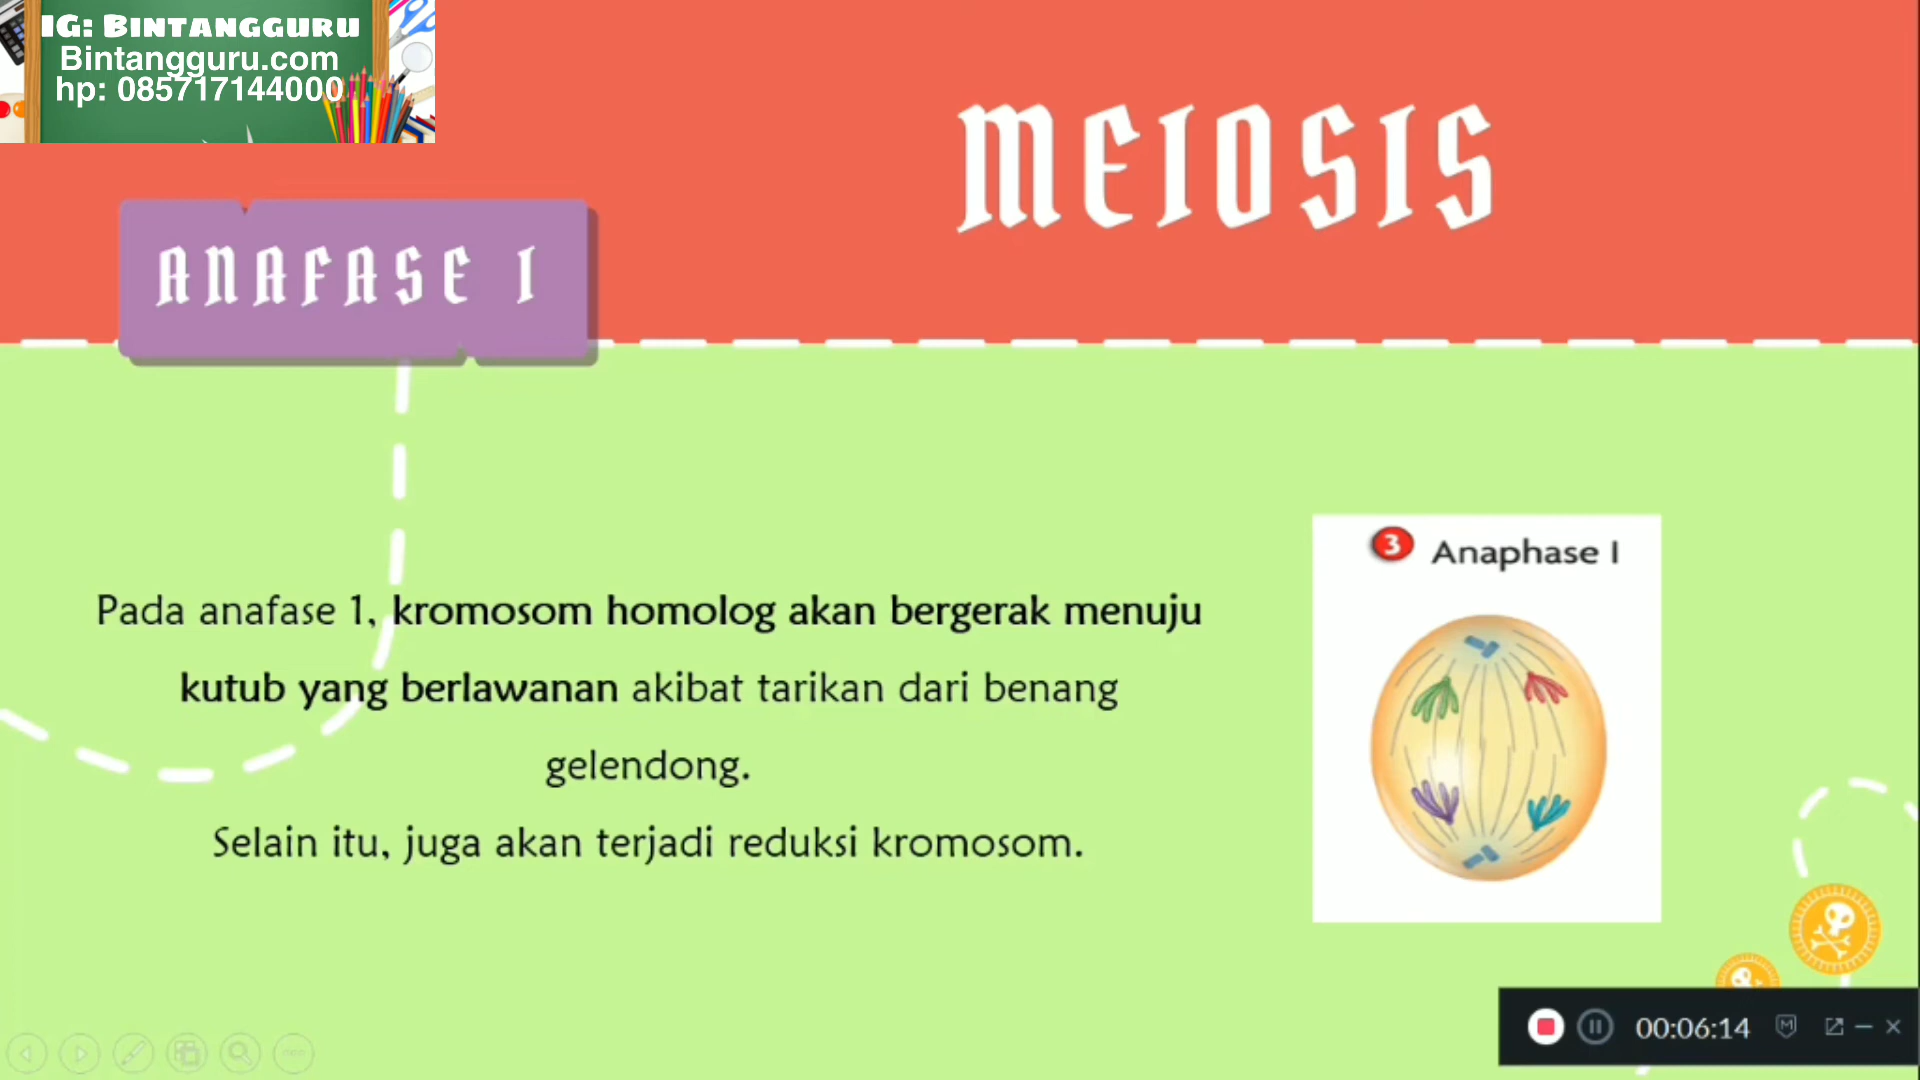 IG: BINTANGGURU
Bintangguru.com
hp: 085717144000
MEIOSIS
ANAFASE 1
Pada anafase 1, kromosom homolog akan bergerak menuju
kutub yang berlawanan akibat tarikan dari benang
gelendong.
Selain itu, juga akan terjadi reduksi kromosom.
3 Anaphase I
00:06:14